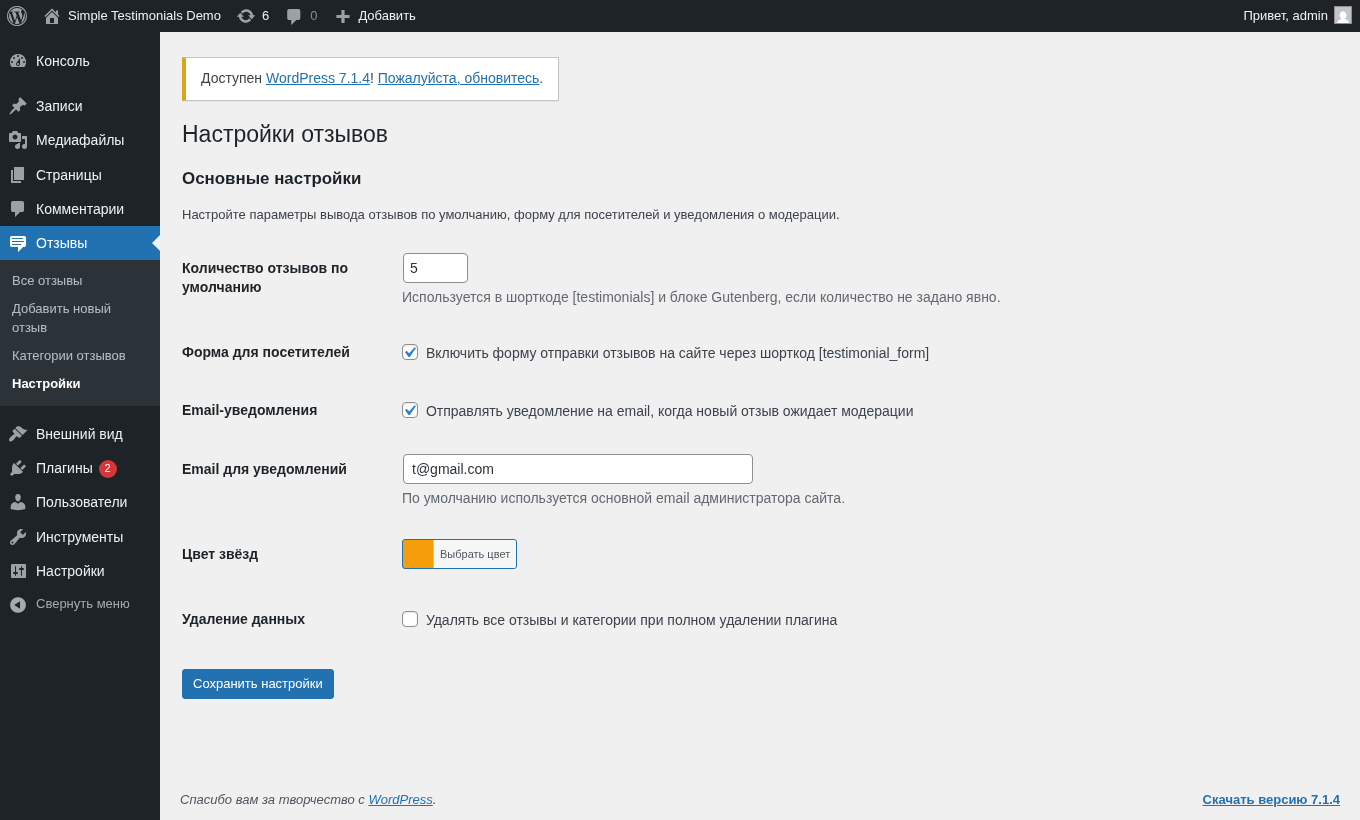 Simple Testimonials Demo 6 0 Добавить Привет, admin
Консоль
Записи
Медиафайлы
Страницы
Комментарии
Отзывы
Все отзывы
Добавить новый
отзыв
Категории отзывов
Настройки
Внешний вид
Плагины 2
Пользователи
Инструменты
Настройки
Свернуть меню
Доступен WordPress 7.1.4! Пожалуйста, обновитесь.
Настройки отзывов
Основные настройки
Настройте параметры вывода отзывов по умолчанию, форму для посетителей и уведомления о модерации.
Количество отзывов по
умолчанию
5
Используется в шорткоде [testimonials] и блоке Gutenberg, если количество не задано явно.
Форма для посетителей
Включить форму отправки отзывов на сайте через шорткод [testimonial_form]
Email-уведомления
Отправлять уведомление на email, когда новый отзыв ожидает модерации
Email для уведомлений
t@gmail.com
По умолчанию используется основной email администратора сайта.
Цвет звёзд
Выбрать цвет
Удаление данных
Удалять все отзывы и категории при полном удалении плагина
Сохранить настройки
Спасибо вам за творчество с WordPress.
Скачать версию 7.1.4